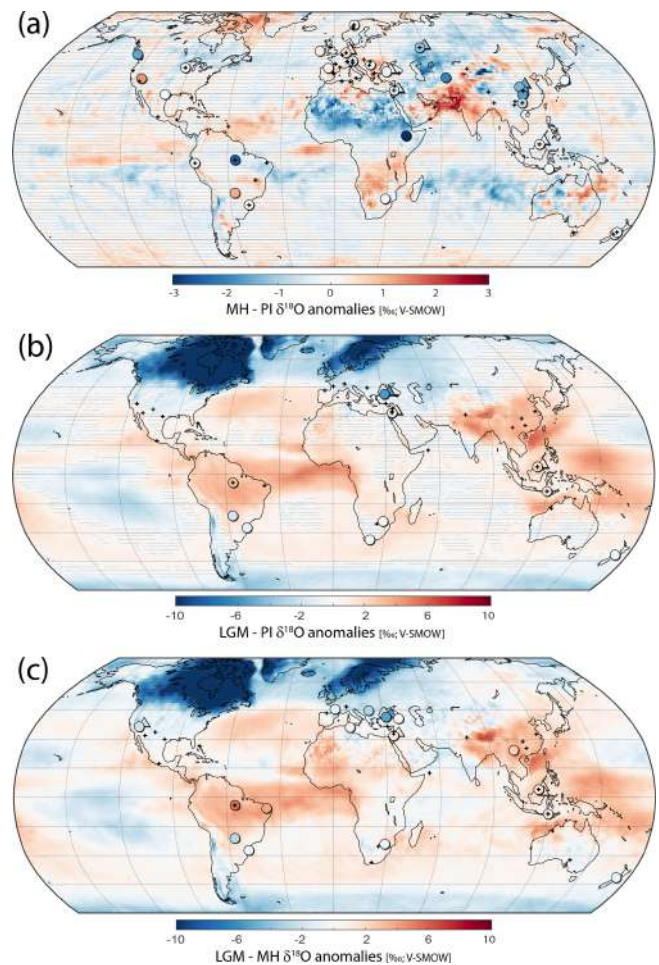 (a)
-3 -2 -1 0 1 2 3
MH - PI δ¹⁸O anomalies [‰; V-SMOW]
(b)
-10 -6 -2 2 6 10
LGM - PI δ¹⁸O anomalies [‰; V-SMOW]
(c)
-10 -6 -2 2 6 10
LGM - MH δ¹⁸O anomalies [‰; V-SMOW]